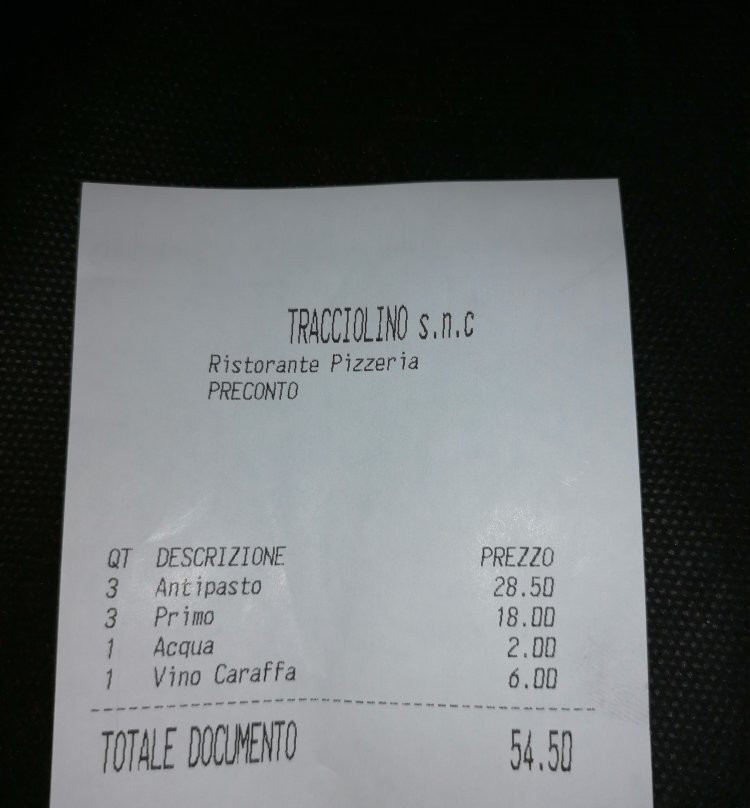 TRACCIOLINO s.n.c
Ristorante Pizzeria
PRECONTO
QT DESCRIZIONE PREZZO
3 Antipasto 28.50
3 Primo 18.00
1 Acqua 2.00
1 Vino Caraffa 6.00
TOTALE DOCUMENTO 54.50